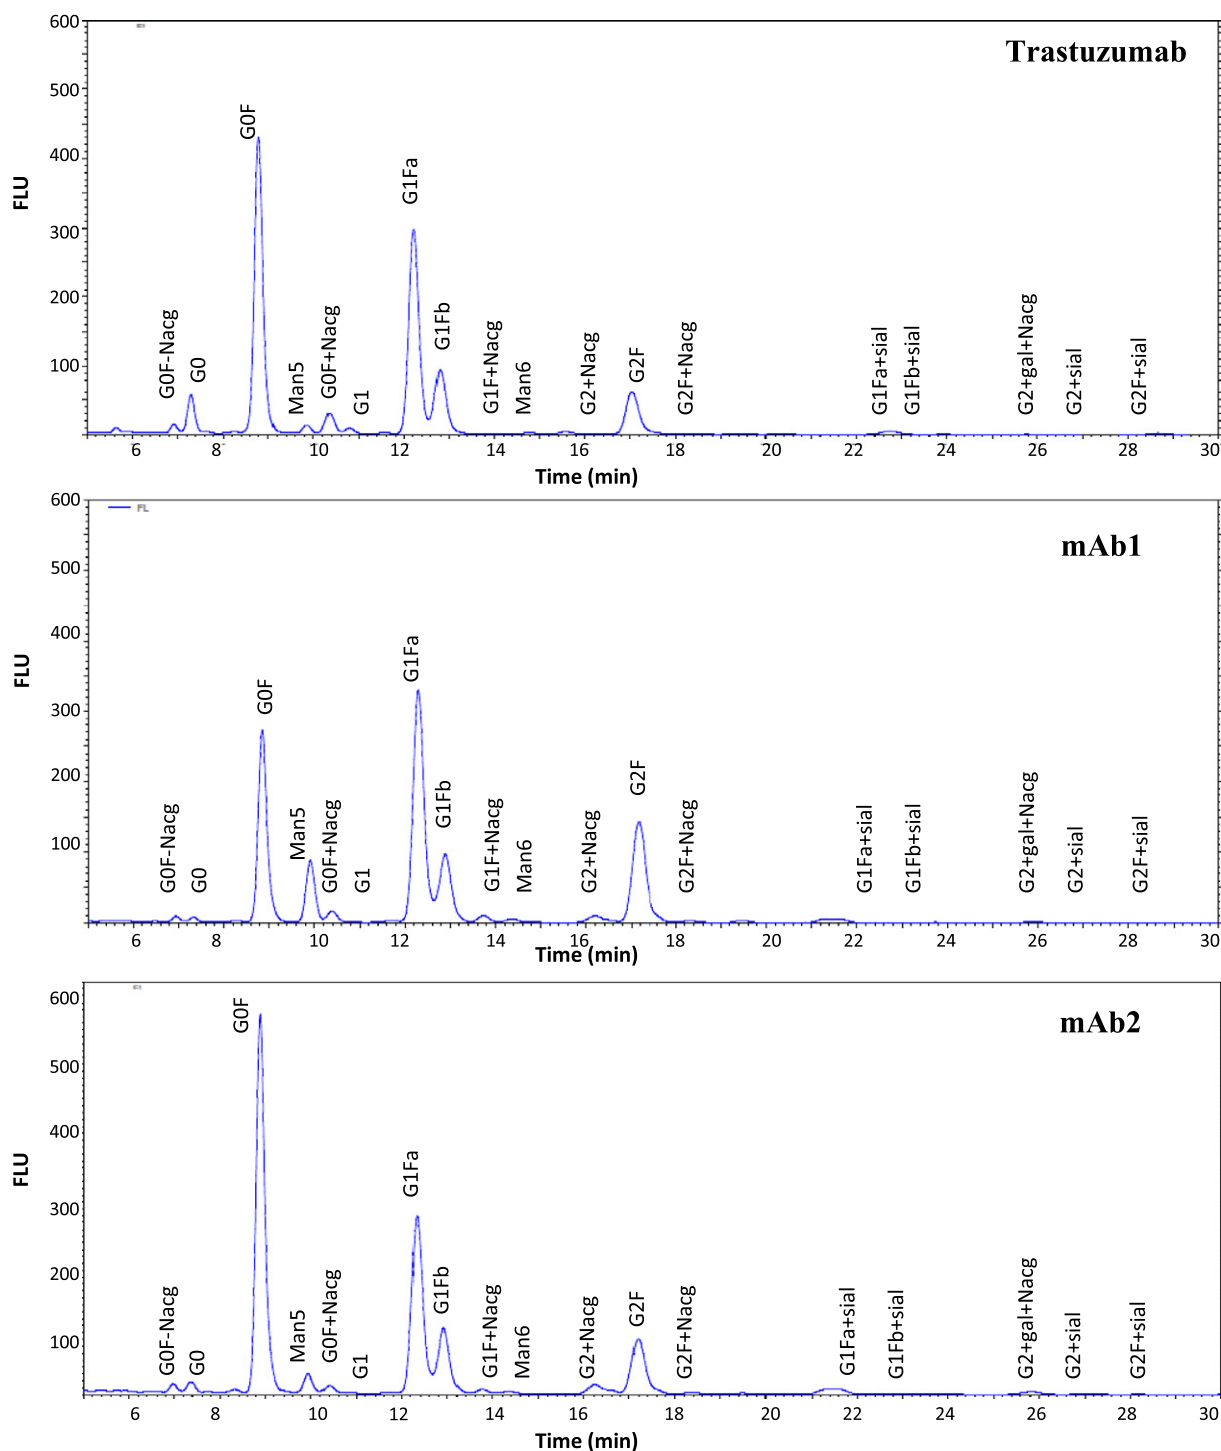 Trastuzumab
FLU
600
500
400
300
200
100
G0F-Nacg
G0
G0F
Man5
G0F+Nacg
G1
G1Fa
G1Fb
G1F+Nacg
Man6
G2+Nacg
G2F
G2F+Nacg
G1Fa+sial
G1Fb+sial
G2+gal+Nacg
G2+sial
G2F+sial
6 8 10 12 14 16 18 20 22 24 26 28 30
Time (min)
FL
mAb1
FLU
600
500
400
300
200
100
G0F-Nacg
G0
G0F
Man5
G0F+Nacg
G1
G1Fa
G1Fb
G1F+Nacg
Man6
G2+Nacg
G2F
G2F+Nacg
G1Fa+sial
G1Fb+sial
G2+gal+Nacg
G2+sial
G2F+sial
6 8 10 12 14 16 18 20 22 24 26 28 30
Time (min)
mAb2
FLU
600
500
400
300
200
100
G0F-Nacg
G0
G0F
Man5
G0F+Nacg
G1
G1Fa
G1Fb
G1F+Nacg
Man6
G2+Nacg
G2F
G2F+Nacg
G1Fa+sial
G1Fb+sial
G2+gal+Nacg
G2+sial
G2F+sial
6 8 10 12 14 16 18 20 22 24 26 28 30
Time (min)